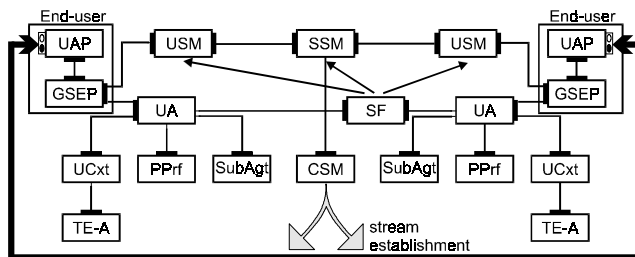 End-user
End-user
UAP
USM
SSM
USM
UAP
GSEP
GSEP
UA
SF
UA
UCxt
PPrf
SubAgt
CSM
SubAgt
PPrf
UCxt
TE-A
stream
establishment
TE-A